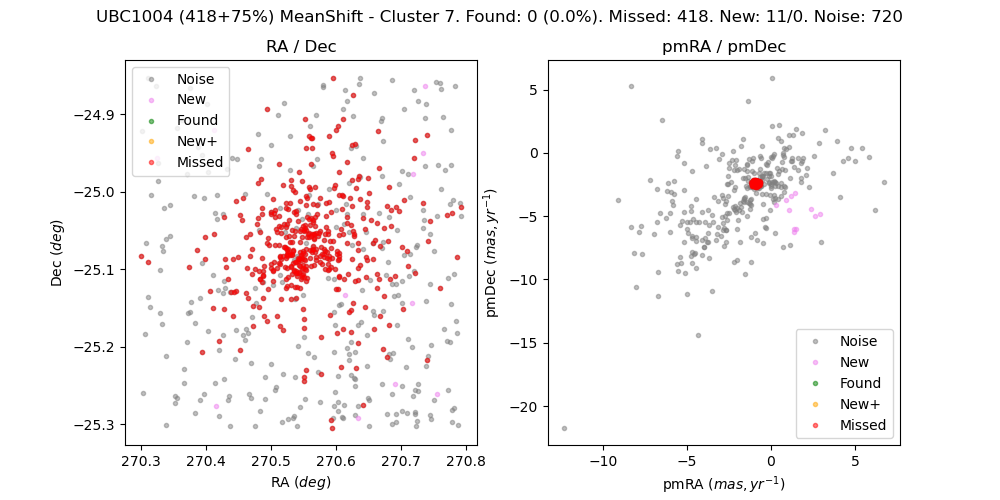 UBC1004 (418+75%) MeanShift - Cluster 7. Found: 0 (0.0%). Missed: 418. New: 11/0. Noise: 720
RA / Dec
−24.9
−25.0
−25.1
−25.2
−25.3
Dec (deg)
270.3 270.4 270.5 270.6 270.7 270.8
RA (deg)
Noise
New
Found
New+
Missed
pmRA / pmDec
5
0
−5
−10
−15
−20
pmDec (mas, yr⁻¹)
−10 −5 0 5
pmRA (mas, yr⁻¹)
Noise
New
Found
New+
Missed